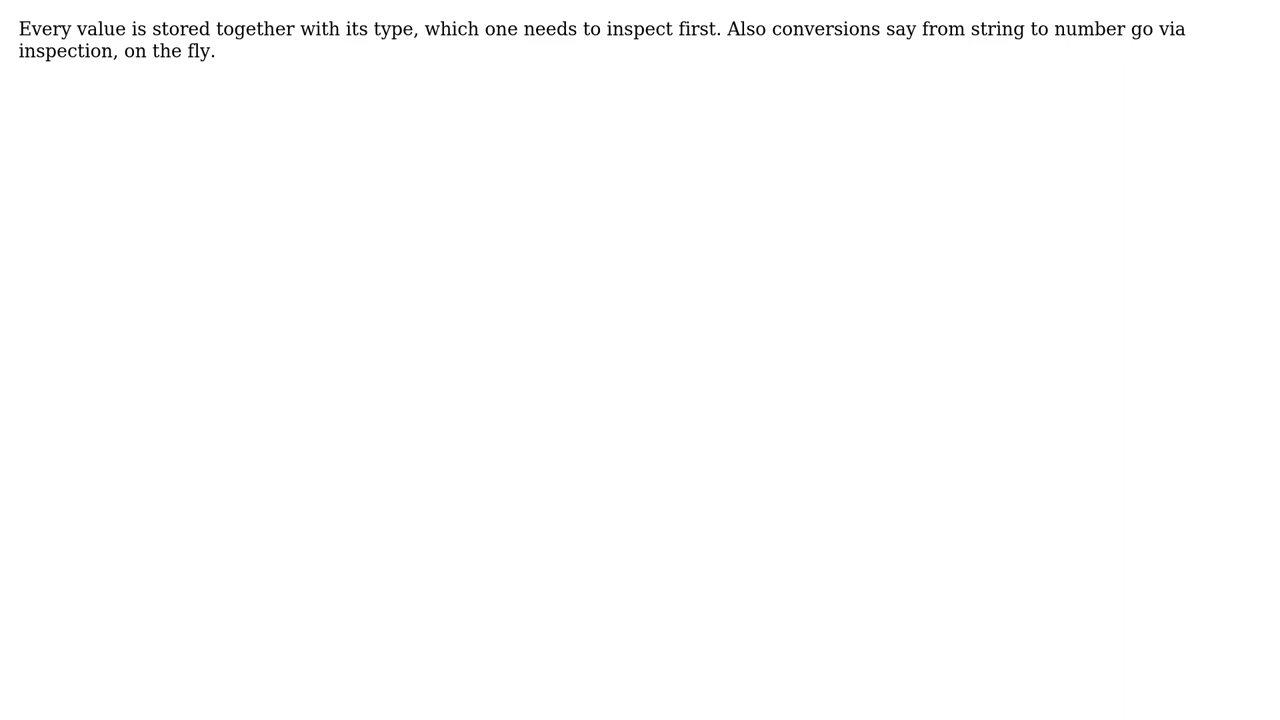 Every value is stored together with its type, which one needs to inspect first. Also conversions say from string to number go via
inspection, on the fly.